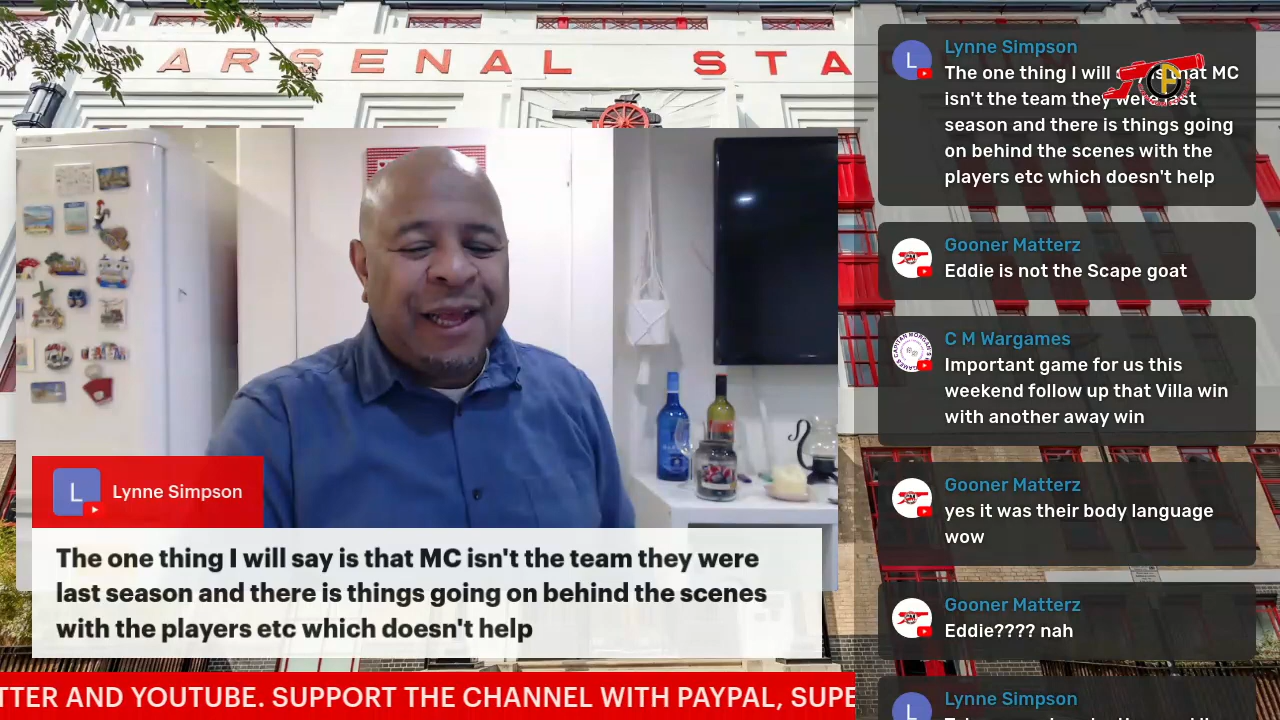 ARSENAL STA
Lynne Simpson
The one thing I will say is that MC isn't the team they were
last season and there is things going on behind the scenes
with the players etc which doesn't help
TTER AND YOUTUBE. SUPPORT THE CHANNEL WITH PAYPAL, SUPE
L
Lynne Simpson
The one thing I will that MC
isn't the team they were last
season and there is things going
on behind the scenes with the
players etc which doesn't help
Gooner Matterz
Eddie is not the Scape goat
C M Wargames
Important game for us this
weekend follow up that Villa win
with another away win
Gooner Matterz
yes it was their body language
wow
Gooner Matterz
Eddie???? nah
L
Lynne Simpson